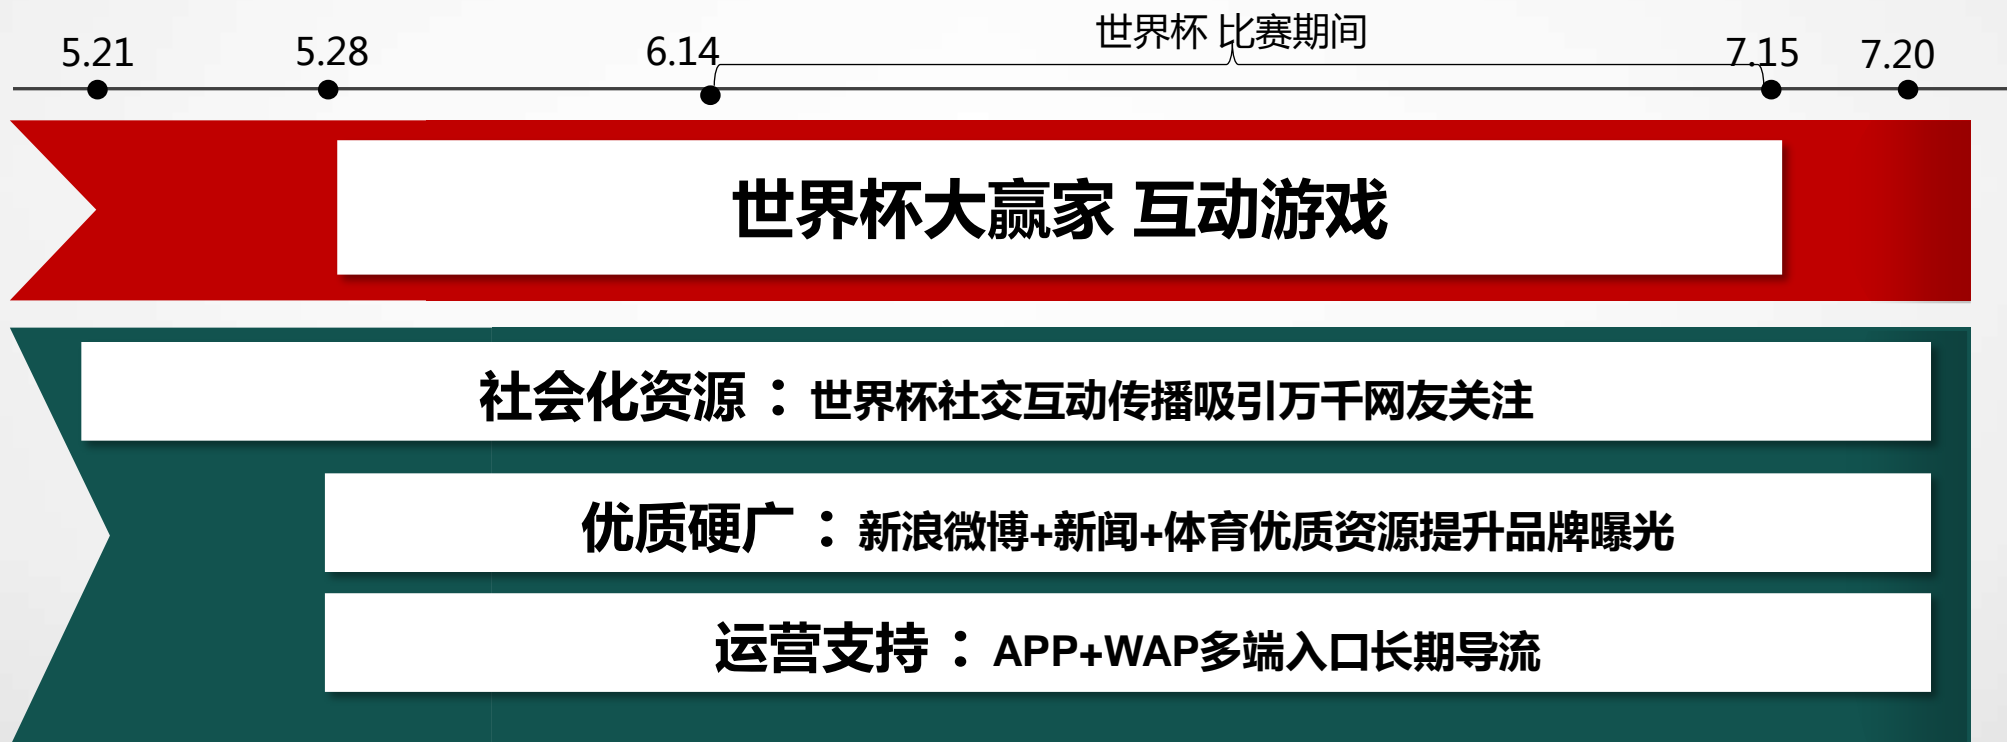 世界杯 比赛期间
5.21 5.28 6.14 7.15 7.20
世界杯大赢家 互动游戏
社会化资源：世界杯社交互动传播吸引万千网友关注
优质硬广：新浪微博+新闻+体育优质资源提升品牌曝光
运营支持：APP+WAP多端入口长期导流